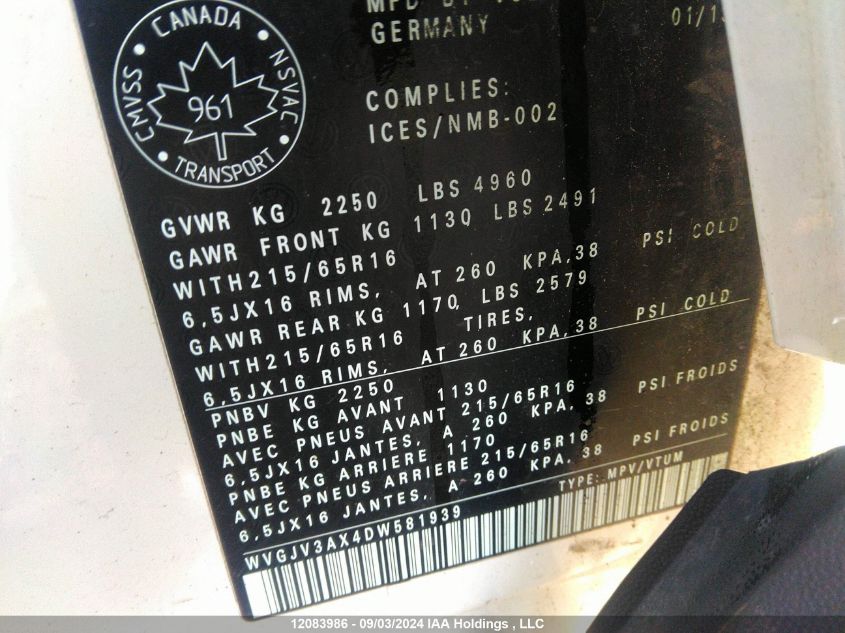 CANADA
CMVSS
NSVAC
961
TRANSPORT
MFD BY
GERMANY
01/13
COMPLIES:
ICES/NMB-002
GVWR KG 2250 LBS 4960
GAWR FRONT KG 1130 LBS 2491
WITH215/65R16
6,5JX16 RIMS, AT 260 KPA,38 PSI COLD
GAWR REAR KG 1170, LBS 2579
WITH215/65R16 TIRES,
6,5JX16 RIMS, AT 260 KPA,38 PSI COLD
PNBV KG 2250
PNBE KG AVANT 1130
AVEC PNEUS AVANT 215/65R16
6,5JX16 JANTES, A 260 KPA, 38 PSI FROIDS
PNBE KG ARRIERE 1170
AVEC PNEUS ARRIERE 215/65R16
6,5JX16 JANTES, A 260 KPA,38 PSI FROIDS
TYPE: MPV/VTUM
WVGJV3AX4DW581939
12083986 - 09/03/2024 IAA Holdings, LLC